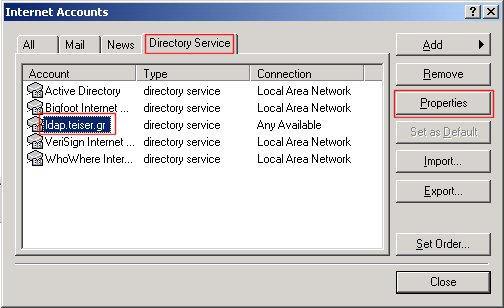 Internet Accounts
All Mail News Directory Service
Account Type Connection
Active Directory directory service Local Area Network
Bigfoot Internet ... directory service Local Area Network
ldap.teiser.gr directory service Any Available
VeriSign Internet ... directory service Local Area Network
WhoWhere Inter... directory service Local Area Network
Add
Remove
Properties
Set as Default
Import...
Export...
Set Order...
Close